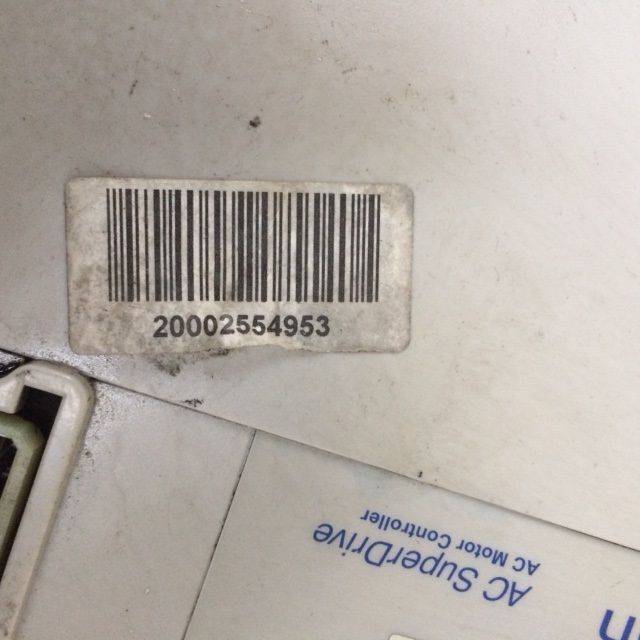 20002554953
AC SuperDrive
AC Motor Controller